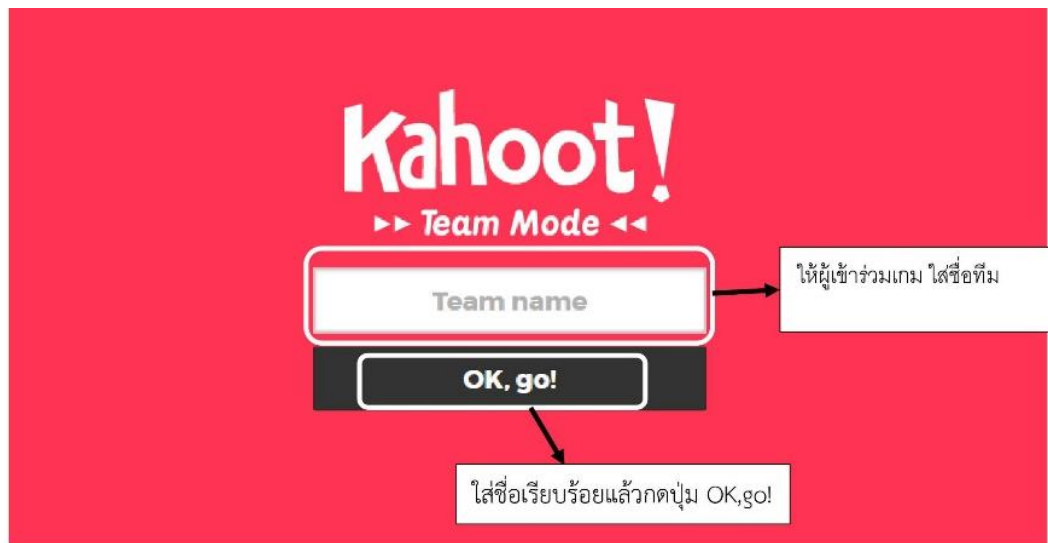 Kahoot!
Team Mode
Team name
ให้ผู้เข้าร่วมเกม ใส่ชื่อทีม
OK, go!
ใส่ชื่อเรียบร้อยแล้วกดปุ่ม OK,go!